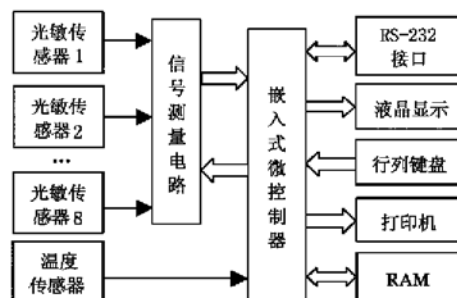 光敏传
感器1
光敏传
感器2
...
光敏传
感器8
温度
传感器
信号测量电路
嵌入式微控制器
RS-232
接口
液晶显示
行列键盘
打印机
RAM